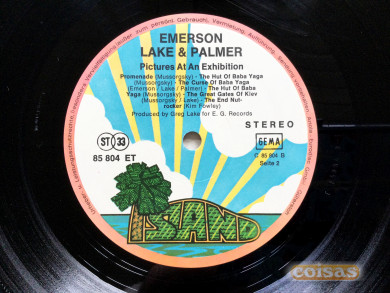 EMERSON
LAKE & PALMER
Pictures At An Exhibition
Promenade (Mussorgsky) - The Hut Of Baba Yaga
(Mussorgsky) - The Curse Of Baba Yaga
(Emerson / Lake / Palmer) - The Hut Of Baba
Yaga (Mussorgsky) - The Great Gates Of Kiev
(Mussorgsky / Lake) - The End Nut-
rocker (Kim Fowley)
Produced by Greg Lake for E. G. Records
STEREO
ST 33
GEMA
85 804 ET
C 85 804 B
Seite 2
ISLAND
coisas